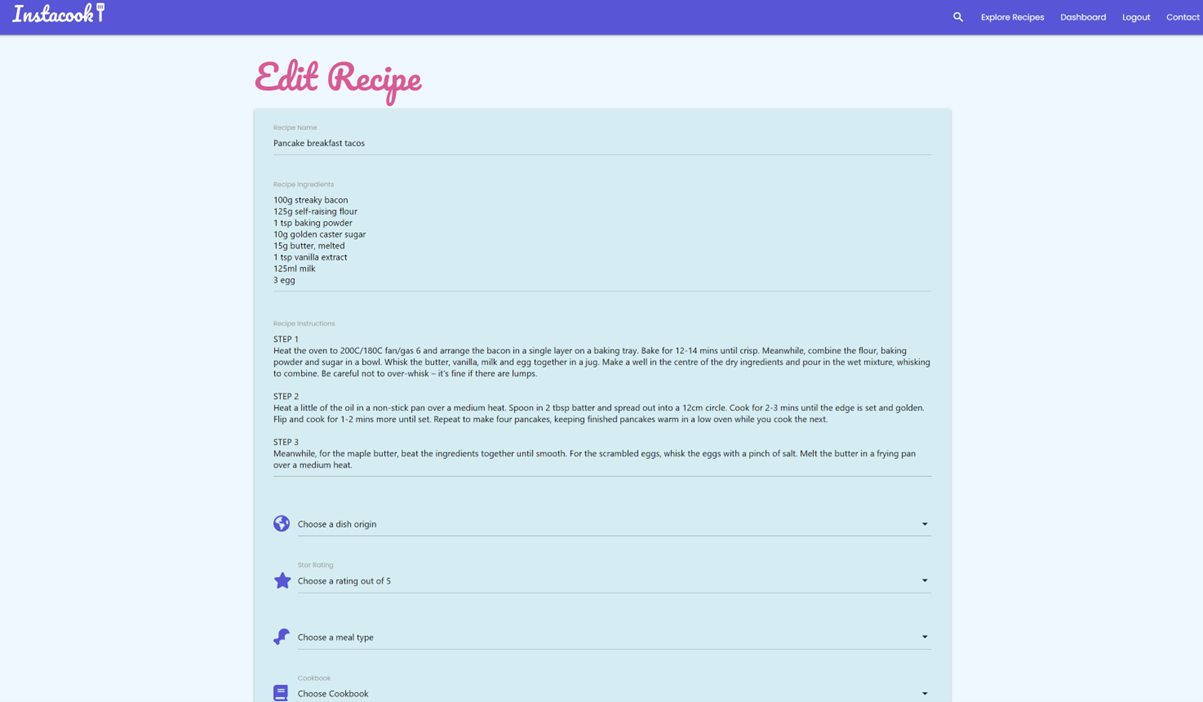 Instacook
Explore Recipes
Dashboard
Logout
Contact
Edit Recipe
Recipe Name
Pancake breakfast tacos
Recipe Ingredients
100g streaky bacon
125g self-raising flour
1 tsp baking powder
10g golden caster sugar
15g butter, melted
1 tsp vanilla extract
125ml milk
3 egg
Recipe Instructions
STEP 1
Heat the oven to 200C/180C fan/gas 6 and arrange the bacon in a single layer on a baking tray. Bake for 12-14 mins until crisp. Meanwhile, combine the flour, baking
powder and sugar in a bowl. Whisk the butter, vanilla, milk and egg together in a jug. Make a well in the centre of the dry ingredients and pour in the wet mixture, whisking
to combine. Be careful not to over-whisk – it's fine if there are lumps.
STEP 2
Heat a little of the oil in a non-stick pan over a medium heat. Spoon in 2 tbsp batter and spread out into a 12cm circle. Cook for 2-3 mins until the edge is set and golden.
Flip and cook for 1-2 mins more until set. Repeat to make four pancakes, keeping finished pancakes warm in a low oven while you cook the next.
STEP 3
Meanwhile, for the maple butter, beat the ingredients together until smooth. For the scrambled eggs, whisk the eggs with a pinch of salt. Melt the butter in a frying pan
over a medium heat.
Choose a dish origin
Star Rating
Choose a rating out of 5
Choose a meal type
Cookbook
Choose Cookbook